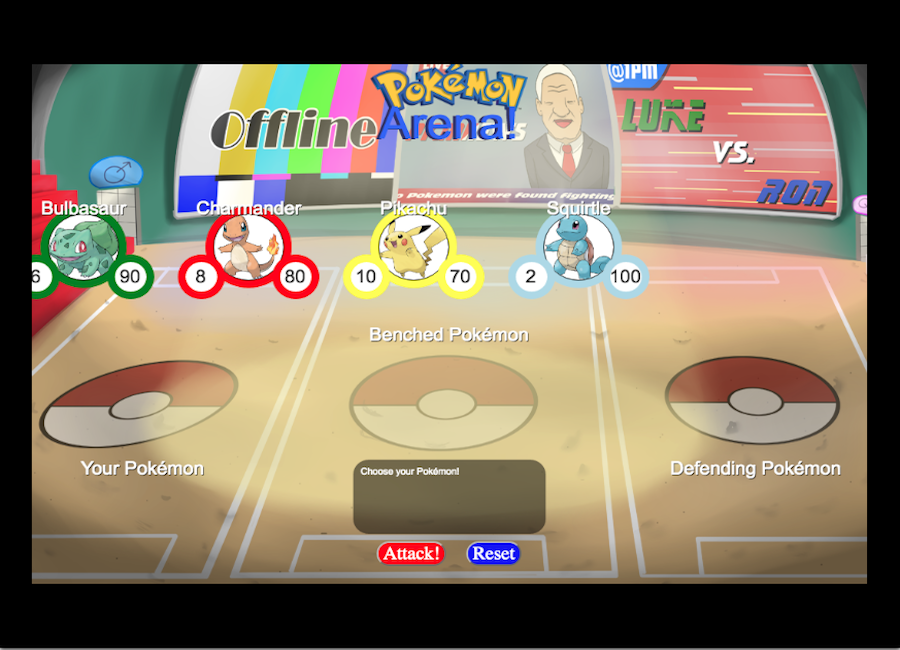 @1PM
POKéMON
Offline
Arena!
LUKE
VS.
RON
o Pokemon were found fighting
Bulbasaur
Charmander
Pikachu
Squirtle
6 90
8 80
10 70
2 100
Benched Pokémon
Your Pokémon
Defending Pokémon
Choose your Pokémon!
Attack!
Reset